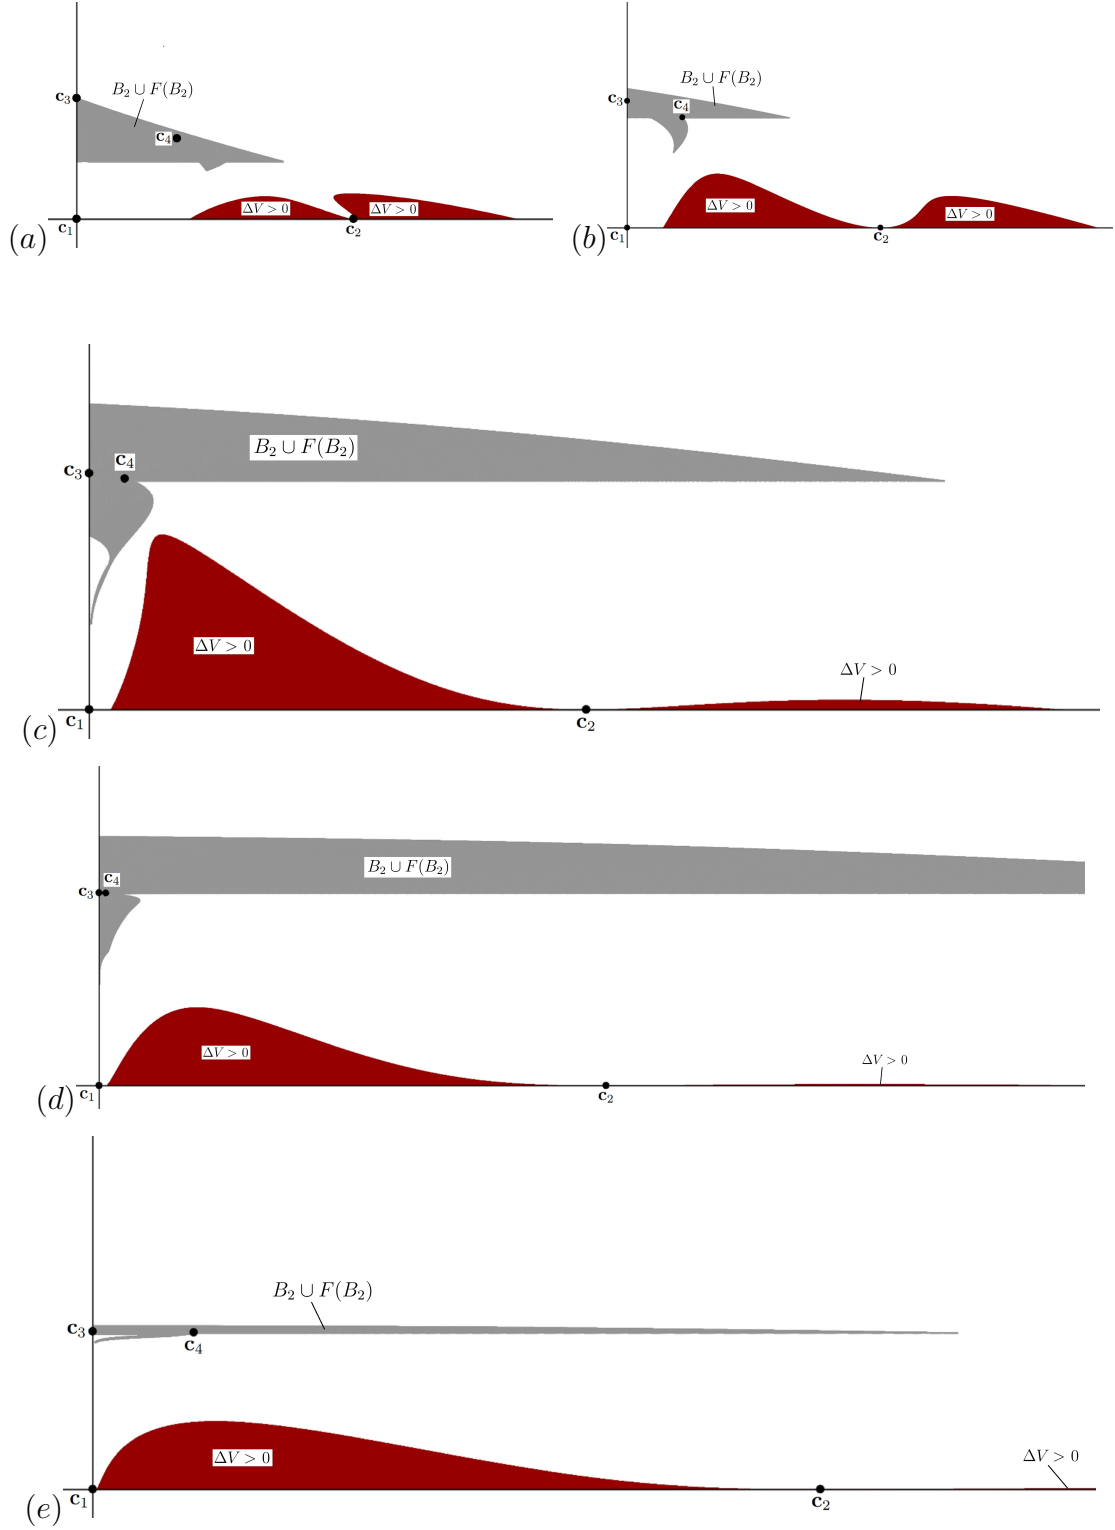 B₂ ∪ F(B₂)
c₃
c₄
ΔV > 0
ΔV > 0
(a)
c₁
c₂
B₂ ∪ F(B₂)
c₃
c₄
ΔV > 0
ΔV > 0
(b)
c₁
c₂
B₂ ∪ F(B₂)
c₄
c₃
ΔV > 0
ΔV > 0
(c)
c₁
c₂
B₂ ∪ F(B₂)
c₄
c₃
ΔV > 0
ΔV > 0
(d)
c₁
c₂
B₂ ∪ F(B₂)
c₃
c₄
ΔV > 0
ΔV > 0
(e)
c₁
c₂